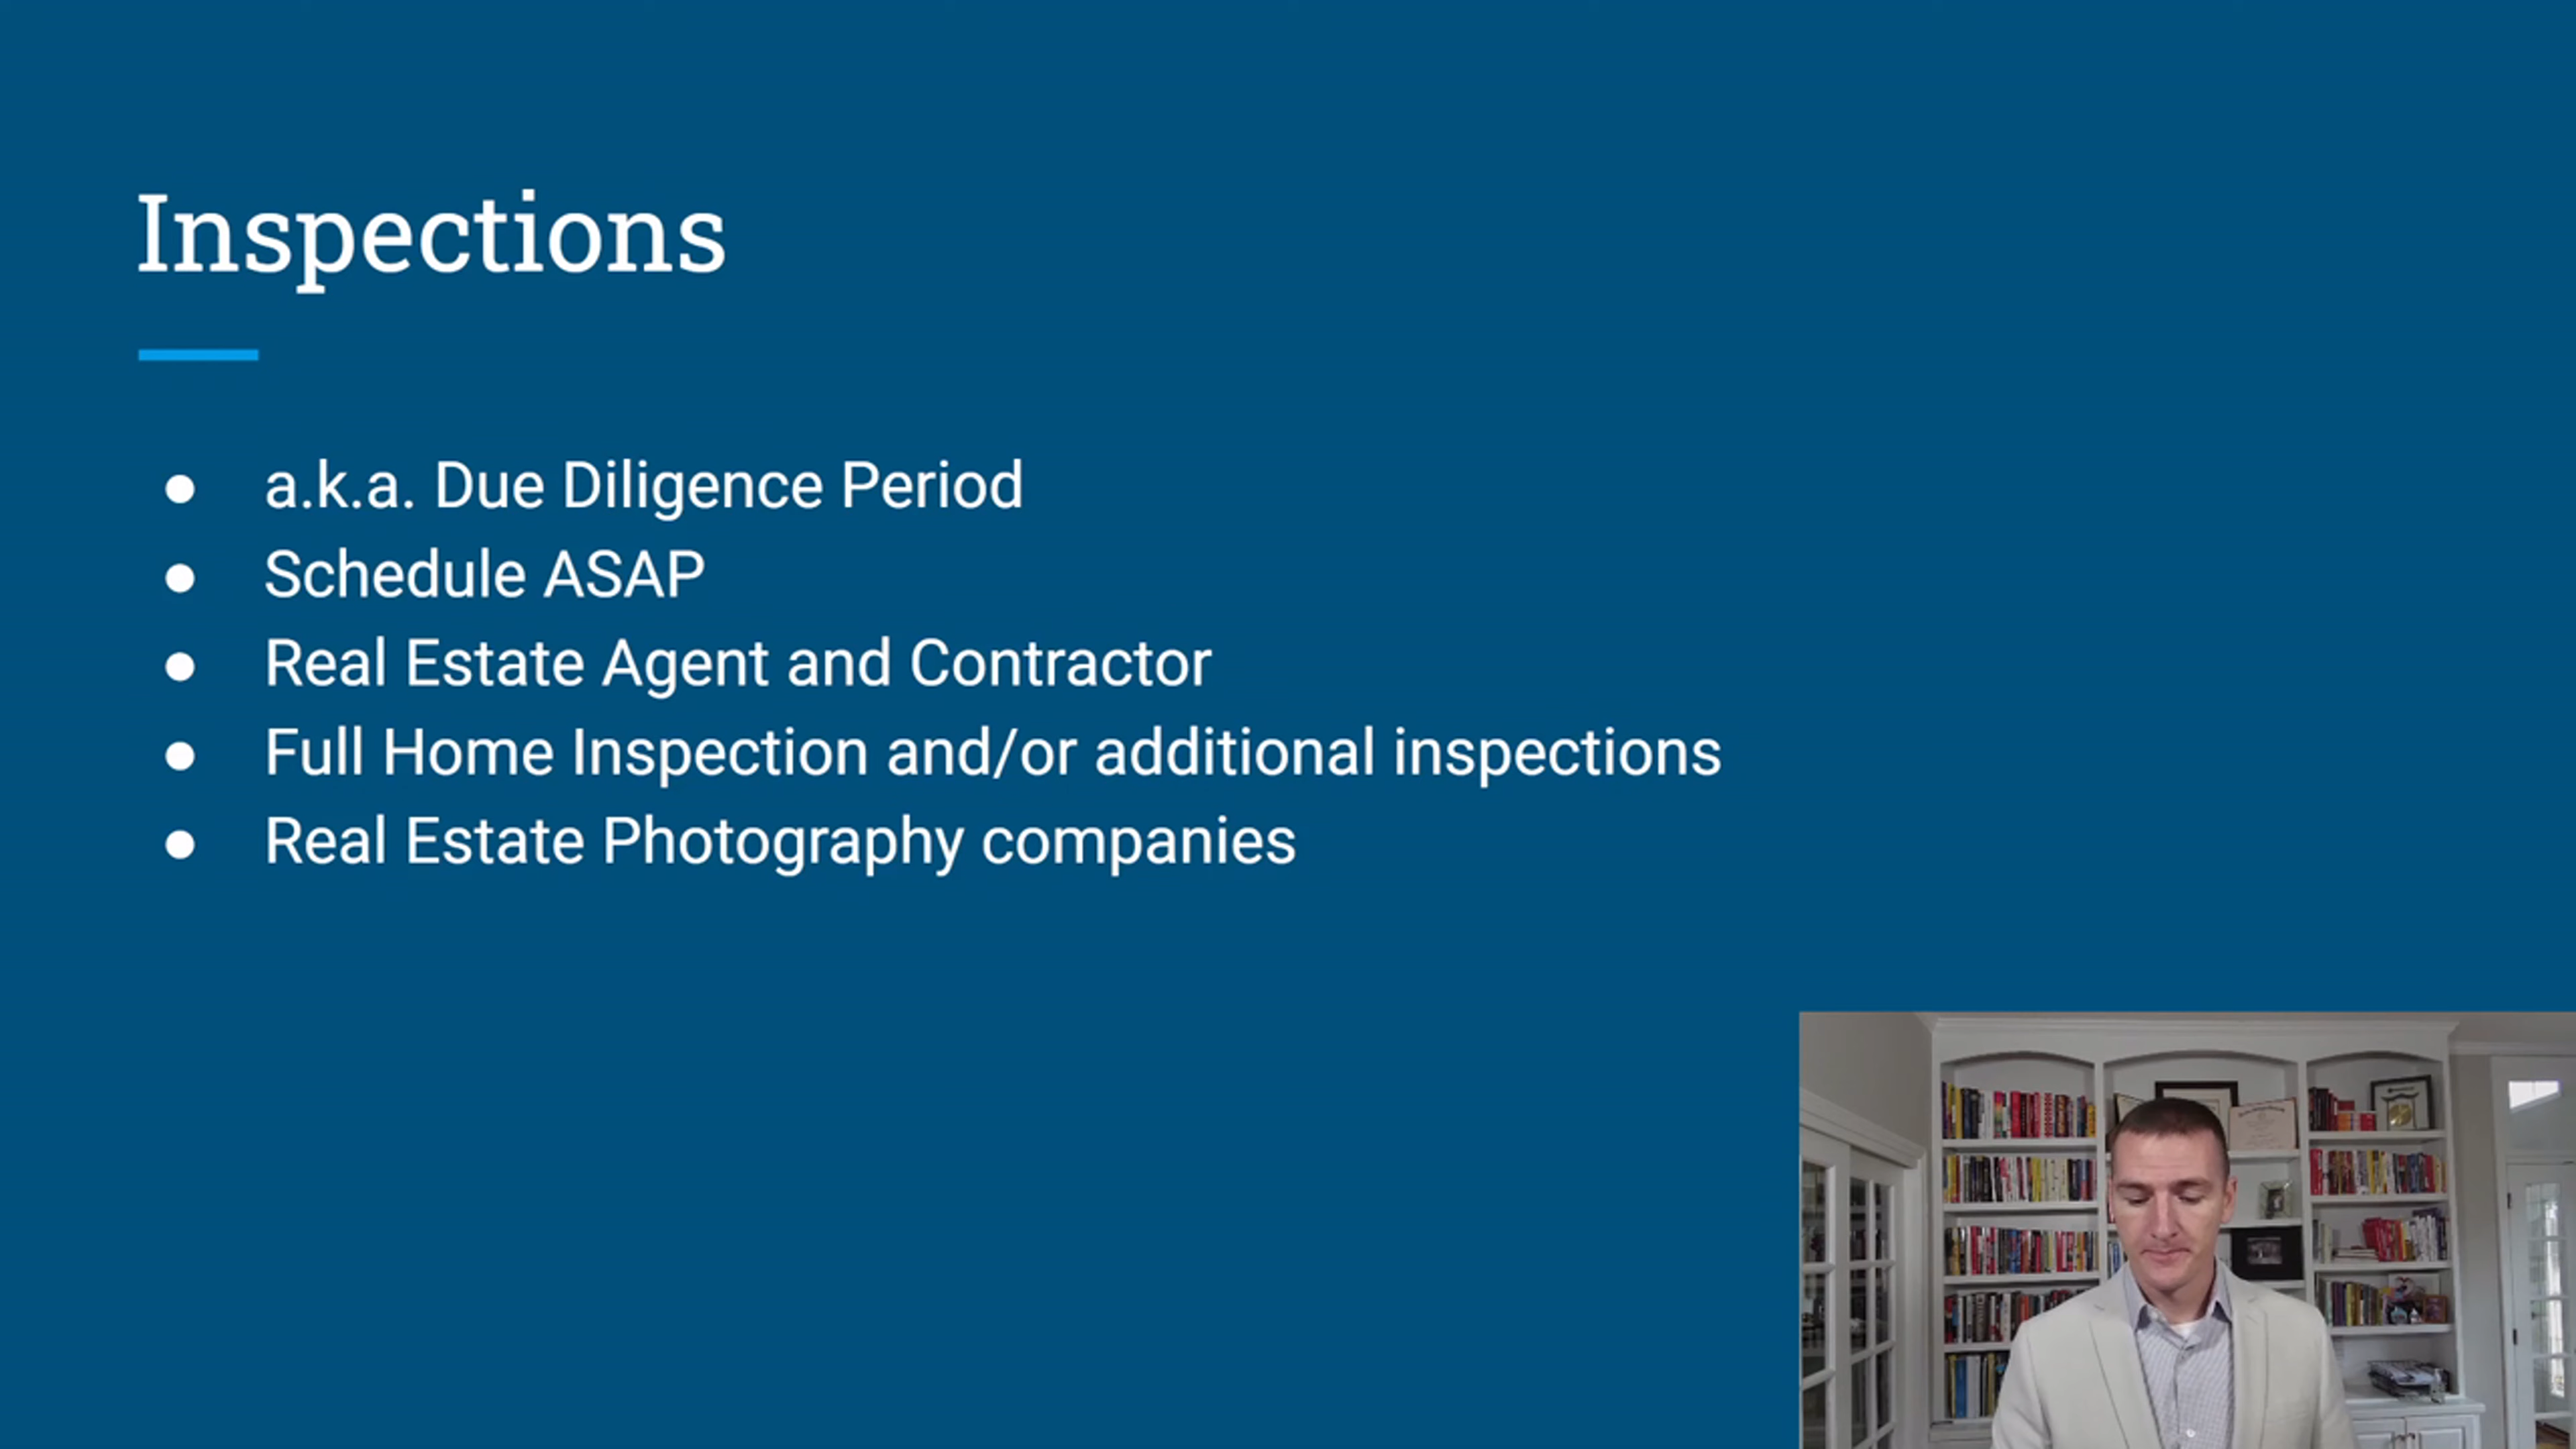 Inspections
● a.k.a. Due Diligence Period
● Schedule ASAP
● Real Estate Agent and Contractor
● Full Home Inspection and/or additional inspections
● Real Estate Photography companies